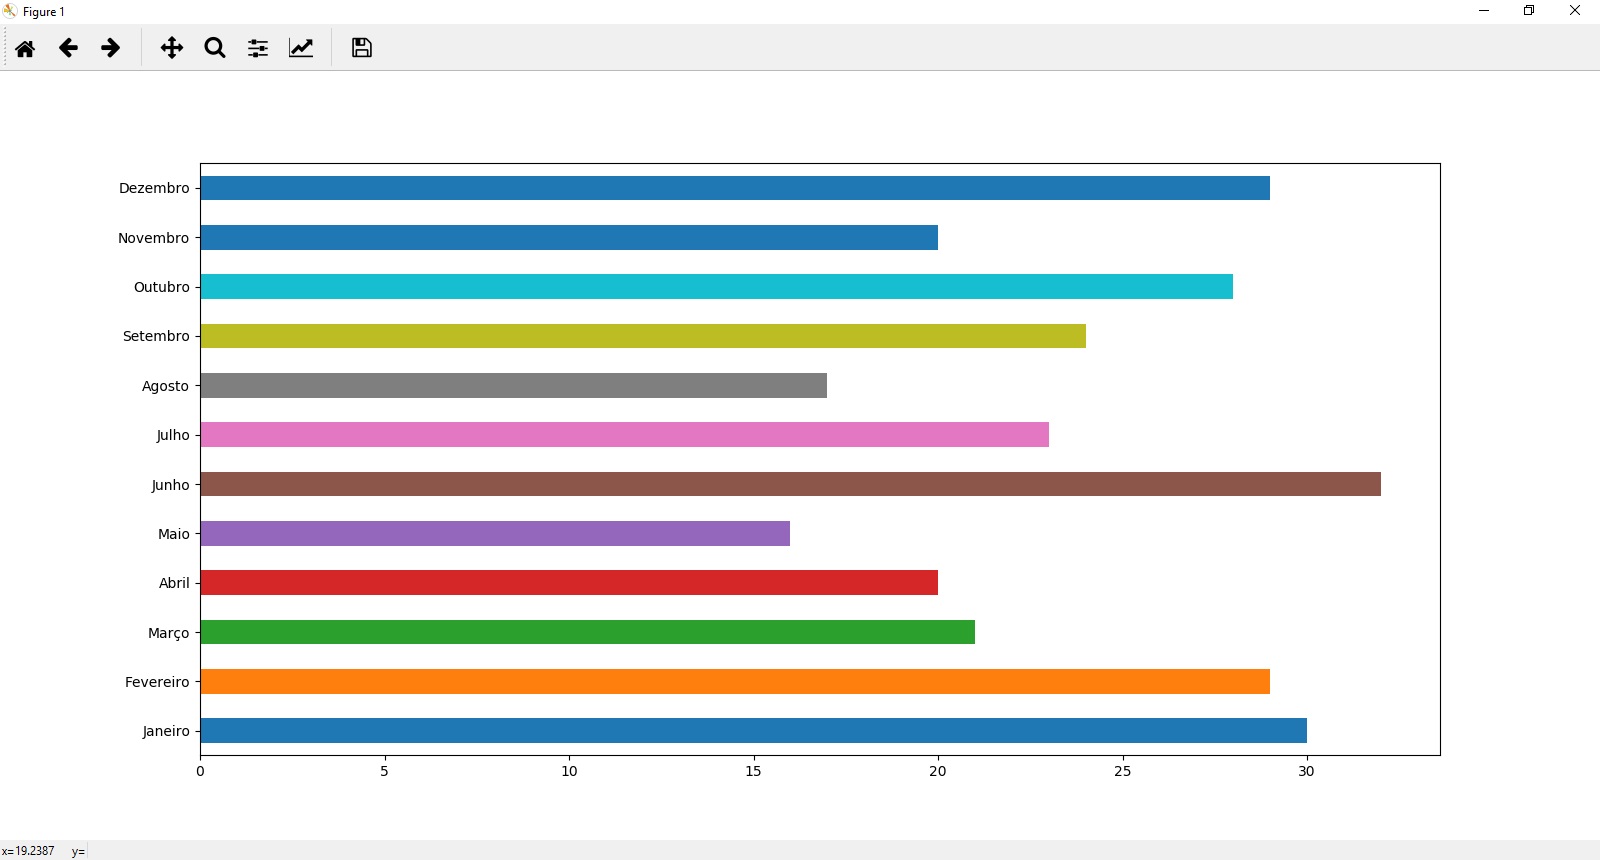 Figure 1
Dezembro
Novembro
Outubro
Setembro
Agosto
Julho
Junho
Maio
Abril
Março
Fevereiro
Janeiro
0 5 10 15 20 25 30
x=19.2387 y=